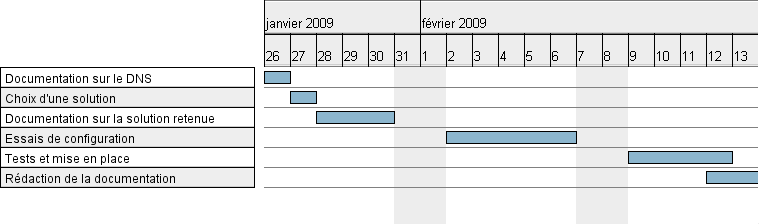 janvier 2009 février 2009
26 27 28 29 30 31 1 2 3 4 5 6 7 8 9 10 11 12 13
Documentation sur le DNS
Choix d'une solution
Documentation sur la solution retenue
Essais de configuration
Tests et mise en place
Rédaction de la documentation